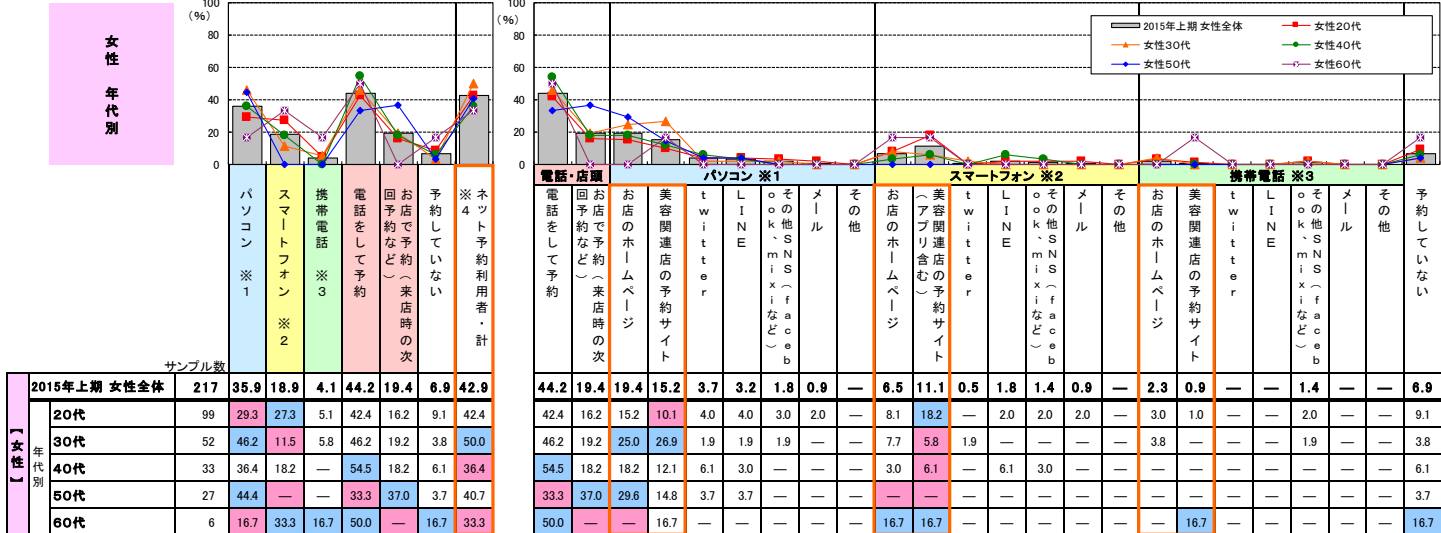 女性 年代別
(%)
100
80
60
40
20
0
(%)
100
80
60
40
20
0
2015年上期 女性全体
女性20代
女性30代
女性40代
女性50代
女性60代
電話・店頭
パソコン ※1
スマートフォン ※2
携帯電話 ※3
パソコン ※1
スマートフォン ※2
携帯電話 ※3
電話をして予約
お店で予約(来店時の次回予約など)
予約していない
ネット予約利用者・計 ※4
電話をして予約
お店で予約(来店時の次回予約など)
お店のホームページ
美容関連店の予約サイト
twitter
LINE
その他SNS(facebook、mixiなど)
メール
その他
お店のホームページ
美容関連店の予約サイト(アプリ含む)
twitter
LINE
その他SNS(facebook、mixiなど)
メール
その他
お店のホームページ
美容関連店の予約サイト
twitter
LINE
その他SNS(facebook、mixiなど)
メール
その他
予約していない
サンプル数
【女性】
年代別
2015年上期 女性全体 217 35.9 18.9 4.1 44.2 19.4 6.9 42.9 44.2 19.4 19.4 15.2 3.7 3.2 1.8 0.9 — 6.5 11.1 0.5 1.8 1.4 0.9 — 2.3 0.9 — — 1.4 — — 6.9
20代 99 29.3 27.3 5.1 42.4 16.2 9.1 42.4 42.4 16.2 15.2 10.1 4.0 4.0 3.0 2.0 — 8.1 18.2 — 2.0 2.0 2.0 — 3.0 1.0 — — 2.0 — — 9.1
30代 52 46.2 11.5 5.8 46.2 19.2 3.8 50.0 46.2 19.2 25.0 26.9 1.9 1.9 1.9 — — 7.7 5.8 1.9 — — — — 3.8 — — — 1.9 — — 3.8
40代 33 36.4 18.2 — 54.5 18.2 6.1 36.4 54.5 18.2 18.2 12.1 6.1 3.0 — — — 3.0 6.1 — 6.1 3.0 — — — — — — — — — 6.1
50代 27 44.4 — — 33.3 37.0 3.7 40.7 33.3 37.0 29.6 14.8 3.7 3.7 — — — — — — — — — — — — — — — — — 3.7
60代 6 16.7 33.3 16.7 50.0 — 16.7 33.3 50.0 — — 16.7 — — — — — 16.7 16.7 — — — — — — 16.7 — — — — — 16.7